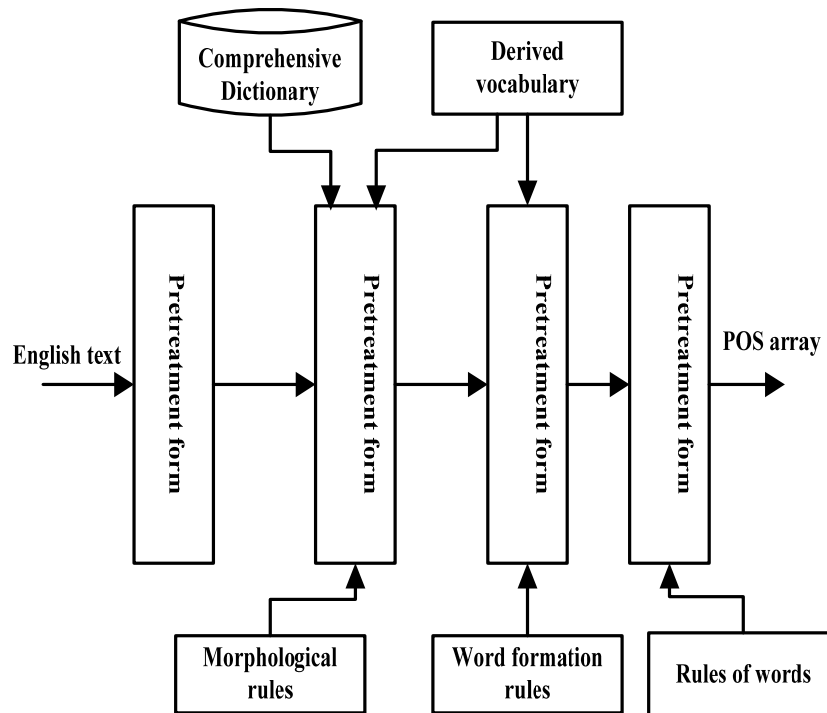 Comprehensive
Dictionary
Derived
vocabulary
English text
Pretreatment form
Pretreatment form
Pretreatment form
Pretreatment form
POS array
Morphological
rules
Word formation
rules
Rules of words